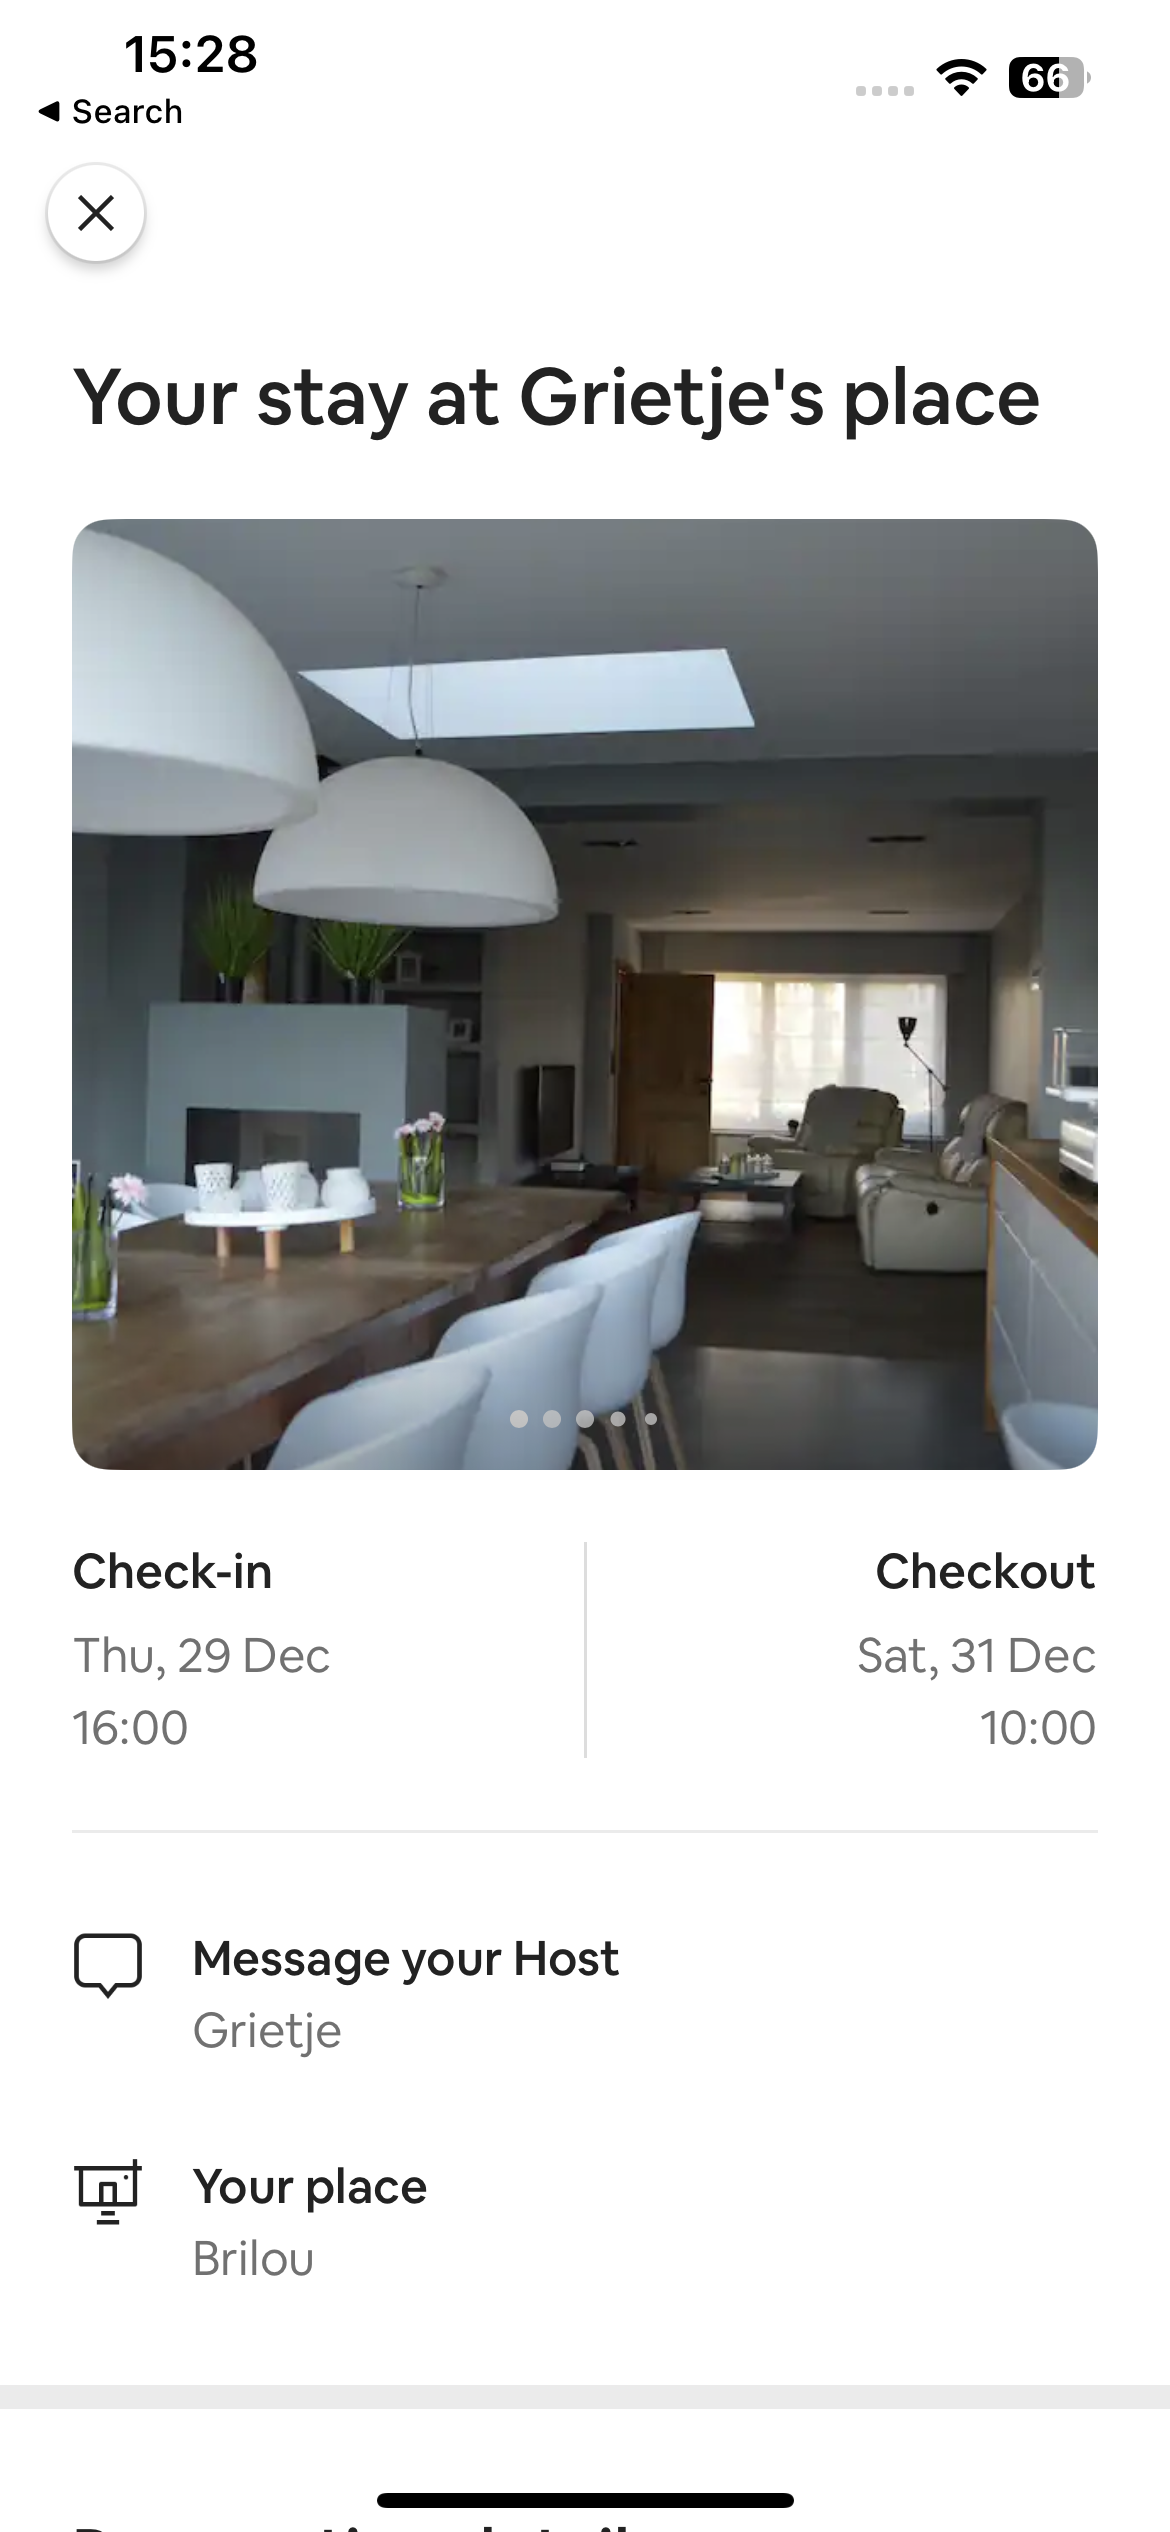 15:28
66
Search
Your stay at Grietje's place
Check-in
Checkout
Thu, 29 Dec
Sat, 31 Dec
16:00
10:00
Message your Host
Grietje
Your place
Brilou